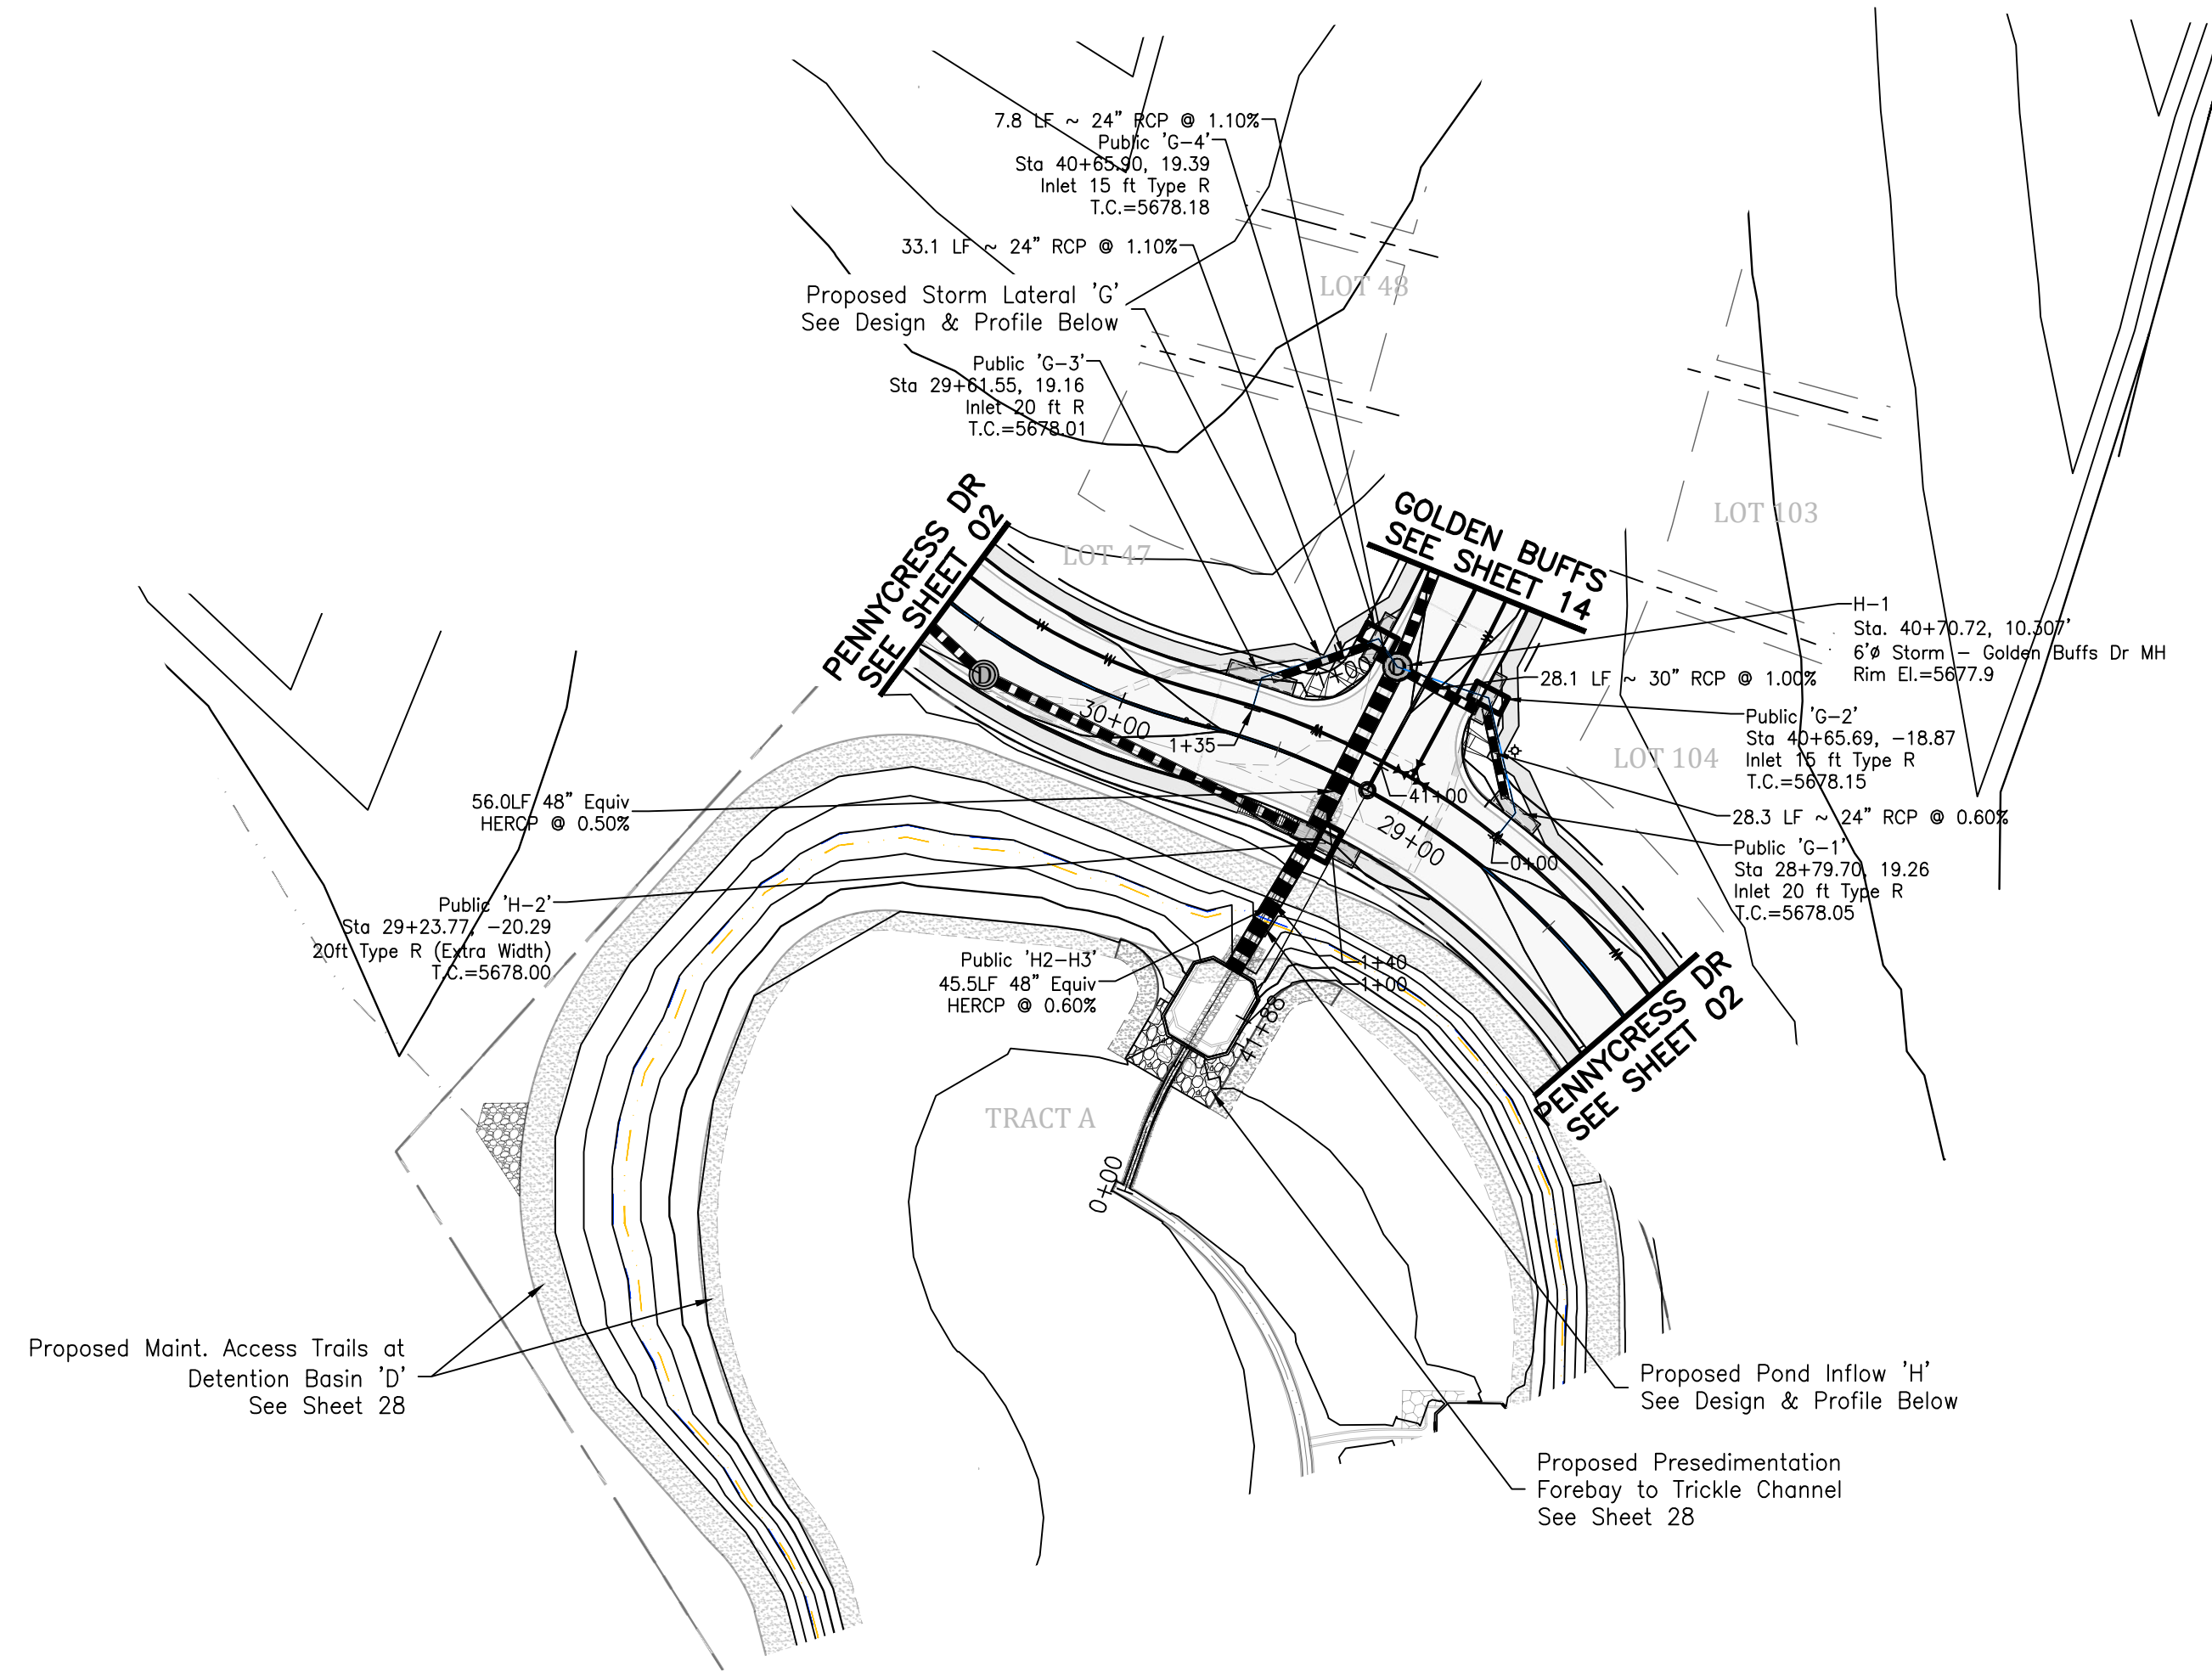 7.8 LF ~ 24" RCP @ 1.10%
Public 'G-4'
Sta 40+65.90, 19.39
Inlet 15 ft Type R
T.C.=5678.18
33.1 LF ~ 24" RCP @ 1.10%
Proposed Storm Lateral 'G'
See Design & Profile Below
Public 'G-3'
Sta 29+61.55, 19.16
Inlet 20 ft R
T.C.=5678.01
LOT 48
LOT 47
LOT 103
LOT 104
PENNYCRESS DR
SEE SHEET 02
GOLDEN BUFFS
SEE SHEET 14
H-1
Sta. 40+70.72, 10.307'
6'ø Storm - Golden Buffs Dr MH
Rim El.=5677.9
28.1 LF ~ 30" RCP @ 1.00%
Public 'G-2'
Sta 40+65.69, -18.87
Inlet 15 ft Type R
T.C.=5678.15
28.3 LF ~ 24" RCP @ 0.60%
Public 'G-1'
Sta 28+79.70, 19.26
Inlet 20 ft Type R
T.C.=5678.05
D
D
1+00
30+00
1+35
41+00
29+00
0+00
56.0LF 48" Equiv
HERCP @ 0.50%
Public 'H-2'
Sta 29+23.77, -20.29
20ft Type R (Extra Width)
T.C.=5678.00
Public 'H2-H3'
45.5LF 48" Equiv
HERCP @ 0.60%
1+40
1+00
41+88
PENNYCRESS DR
SEE SHEET 02
TRACT A
0+00
Proposed Maint. Access Trails at
Detention Basin 'D'
See Sheet 28
Proposed Pond Inflow 'H'
See Design & Profile Below
Proposed Presedimentation
Forebay to Trickle Channel
See Sheet 28